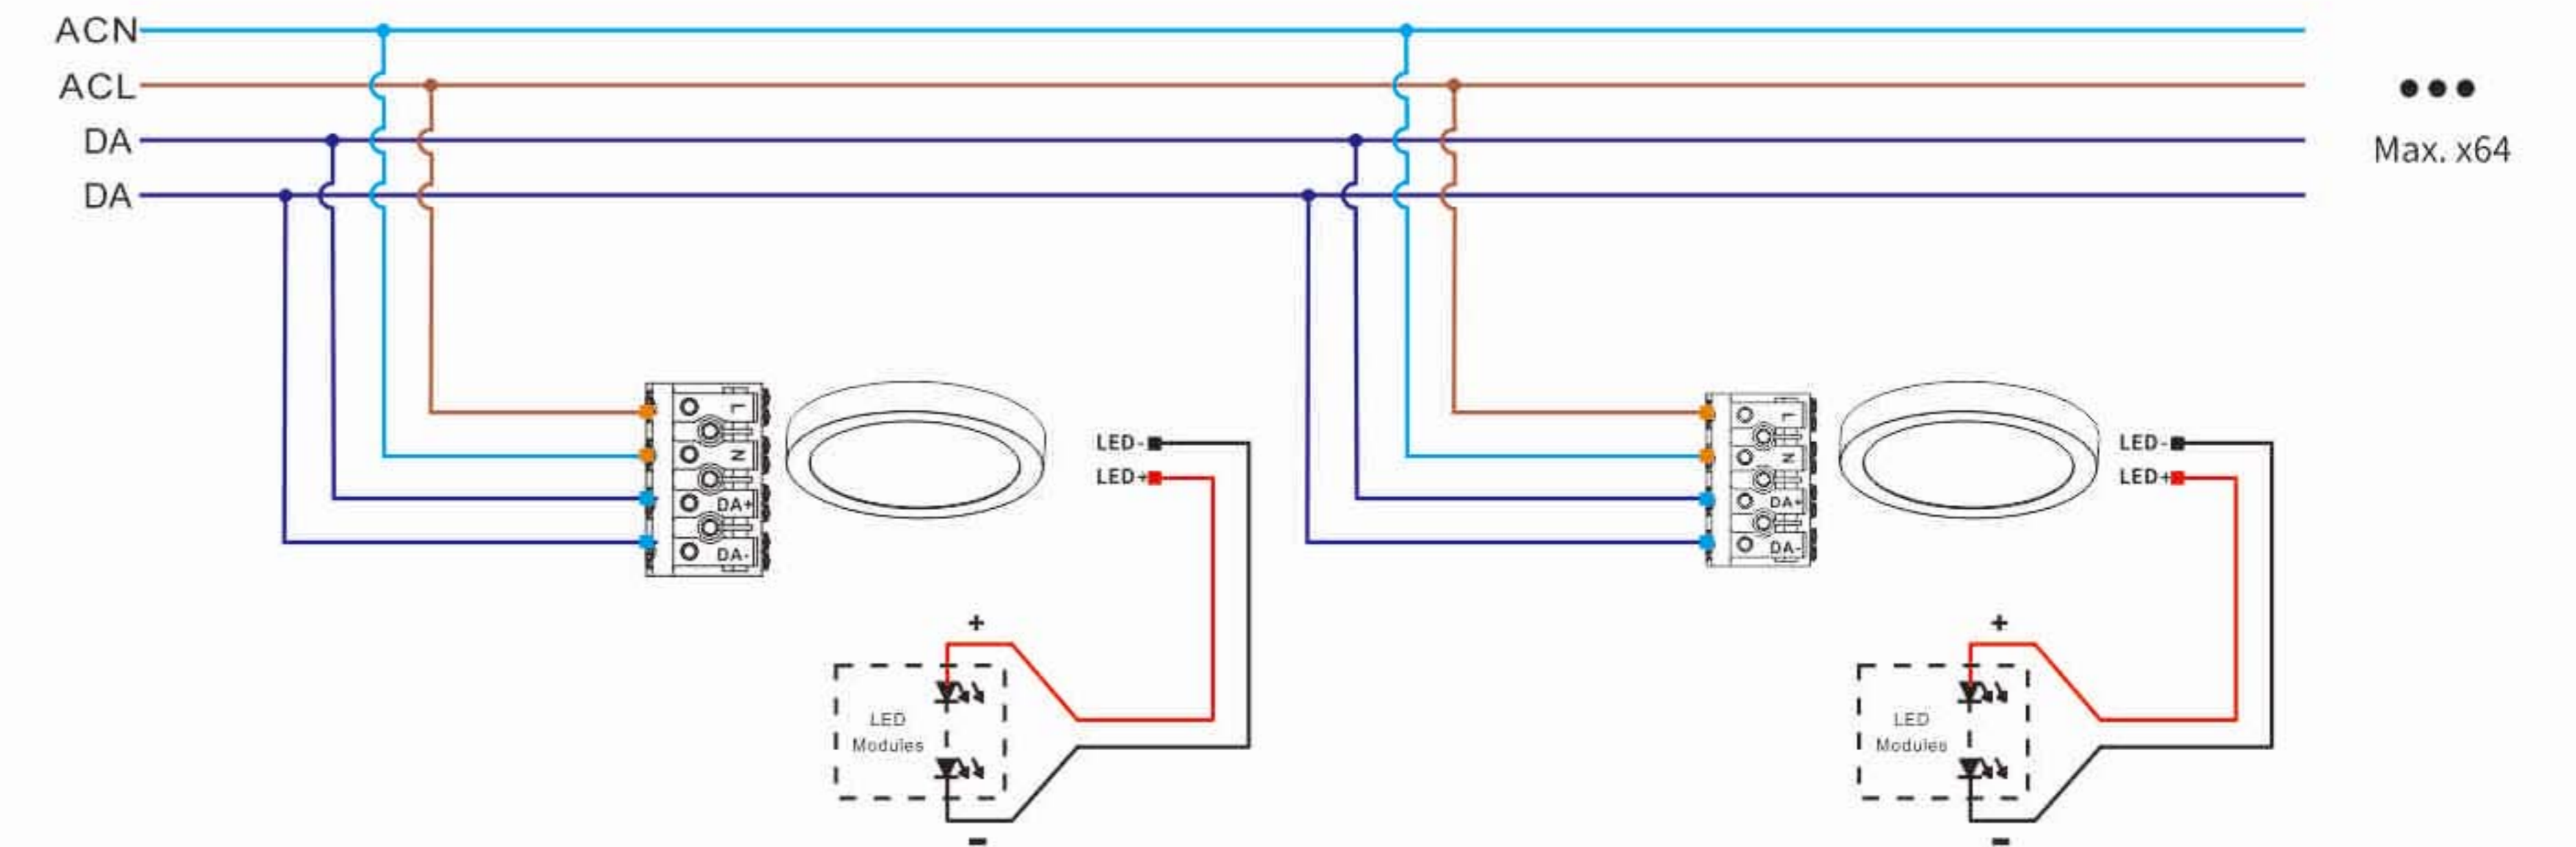 ACN
ACL
DA
DA
Max. x64
L
N
DA+
DA-
LED-
LED+
L
N
DA+
DA-
LED-
LED+
+
LED
Modules
-
+
LED
Modules
-